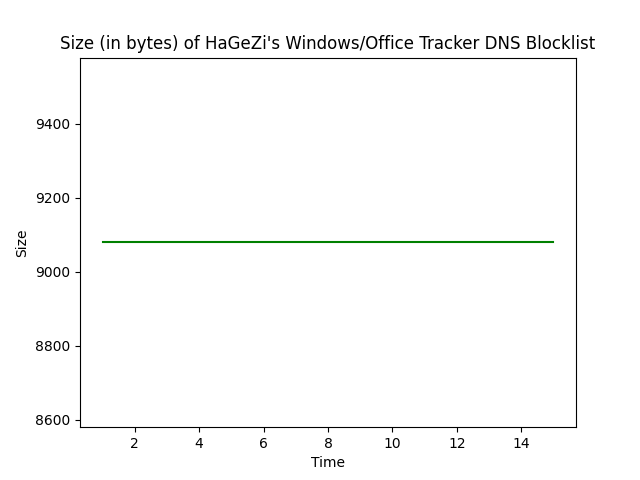 Size (in bytes) of HaGeZi's Windows/Office Tracker DNS Blocklist
9400
9200
9000
8800
8600
Size
2 4 6 8 10 12 14
Time